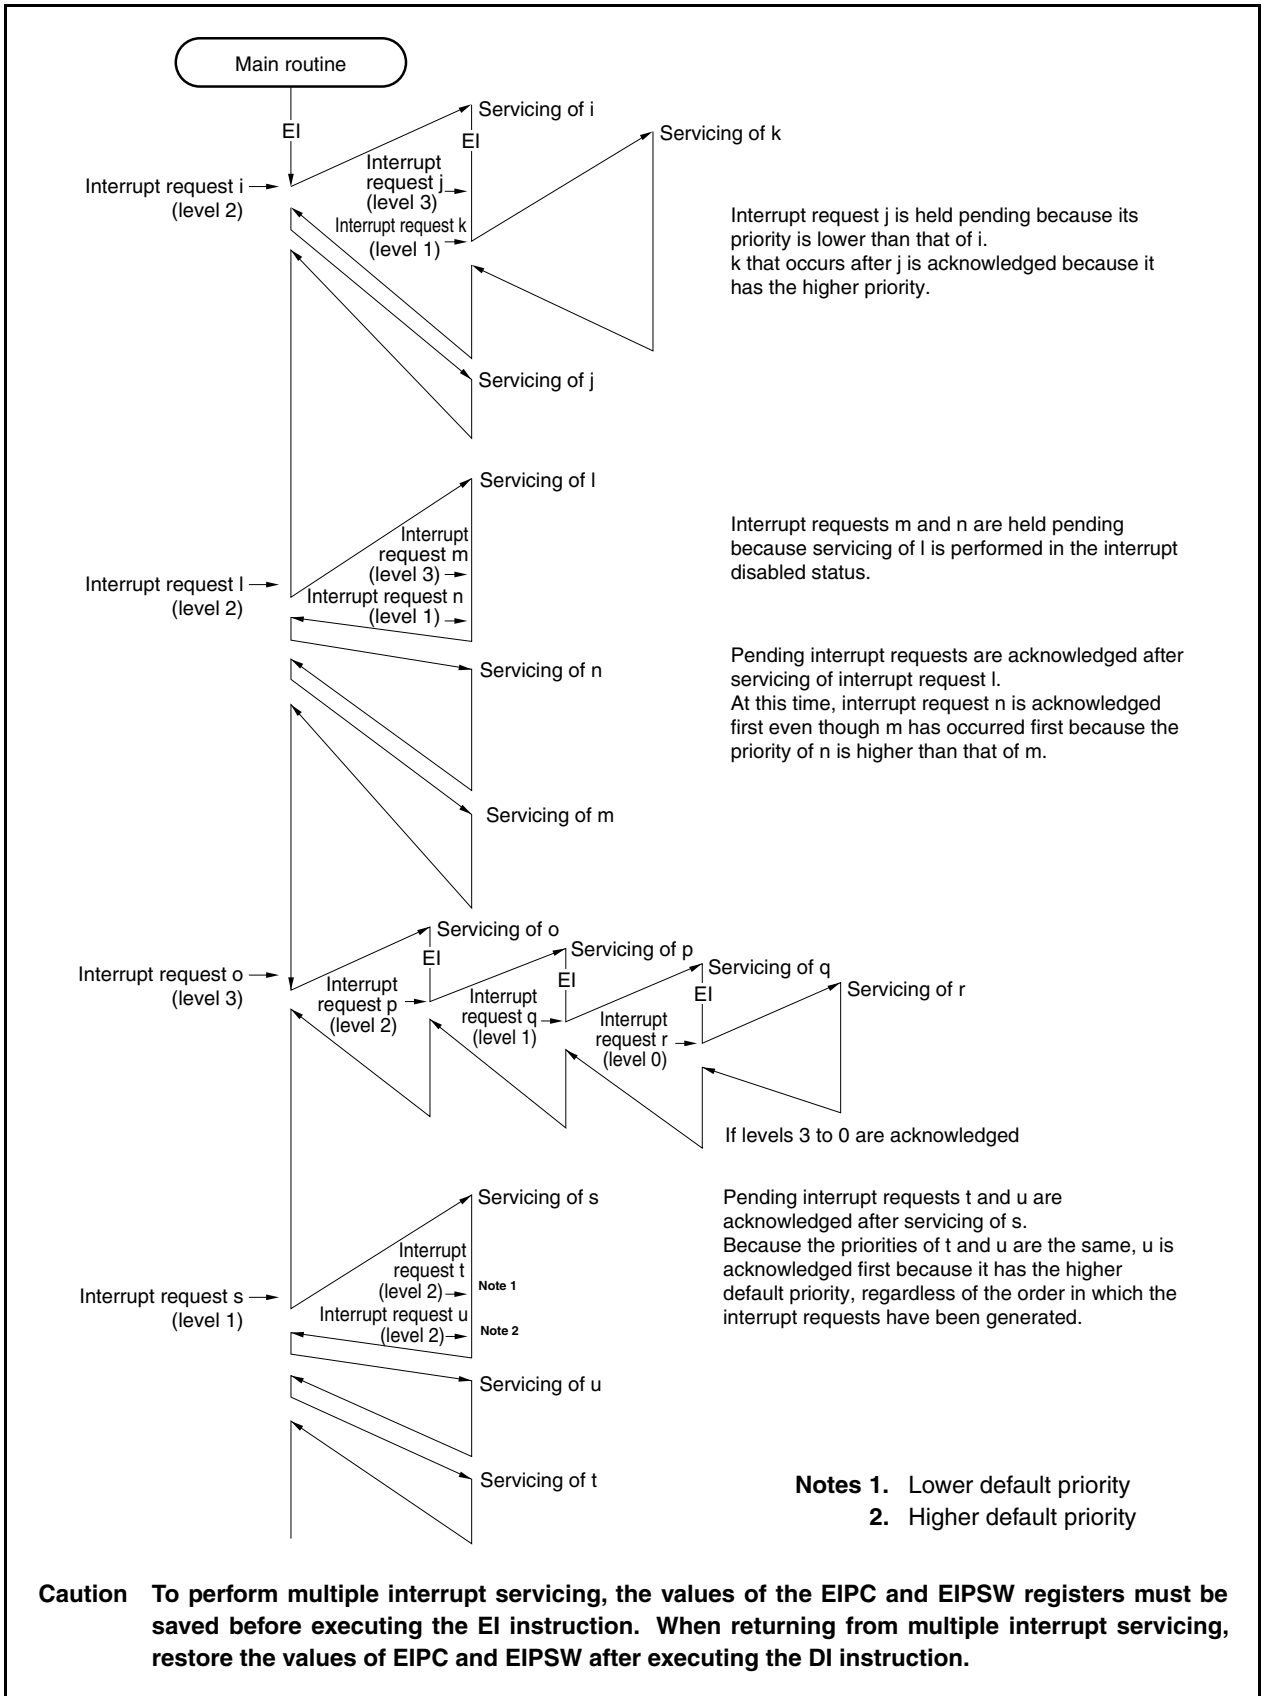 Main routine
EI
Servicing of i
EI
Servicing of k
Interrupt
request j
(level 3)
Interrupt request i
(level 2)
Interrupt request k
(level 1)
Interrupt request j is held pending because its
priority is lower than that of i.
k that occurs after j is acknowledged because it
has the higher priority.
Servicing of j
Servicing of l
Interrupt
request m
(level 3)
Interrupt request l
(level 2)
Interrupt request n
(level 1)
Interrupt requests m and n are held pending
because servicing of l is performed in the interrupt
disabled status.
Servicing of n
Pending interrupt requests are acknowledged after
servicing of interrupt request l.
At this time, interrupt request n is acknowledged
first even though m has occurred first because the
priority of n is higher than that of m.
Servicing of m
Servicing of o
EI
Servicing of p
EI
Servicing of q
EI
Servicing of r
Interrupt request o
(level 3)
Interrupt
request p
(level 2)
Interrupt
request q
(level 1)
Interrupt
request r
(level 0)
If levels 3 to 0 are acknowledged
Servicing of s
Interrupt
request t
(level 2)
Note 1
Interrupt request s
(level 1)
Interrupt request u
(level 2)
Note 2
Pending interrupt requests t and u are
acknowledged after servicing of s.
Because the priorities of t and u are the same, u is
acknowledged first because it has the higher
default priority, regardless of the order in which the
interrupt requests have been generated.
Servicing of u
Servicing of t
Notes 1. Lower default priority
2. Higher default priority
Caution To perform multiple interrupt servicing, the values of the EIPC and EIPSW registers must be
saved before executing the EI instruction. When returning from multiple interrupt servicing,
restore the values of EIPC and EIPSW after executing the DI instruction.